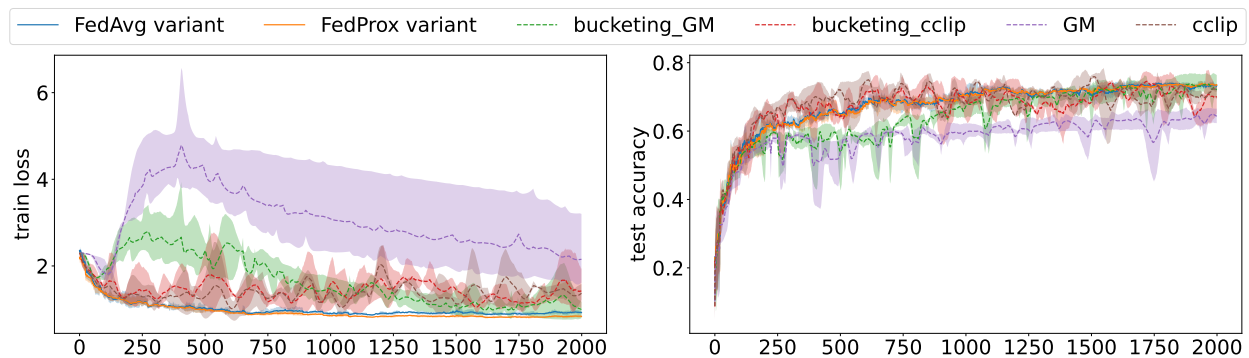 FedAvg variant FedProx variant bucketing_GM bucketing_cclip GM cclip
train loss
6
4
2
0 250 500 750 1000 1250 1500 1750 2000
test accuracy
0.8
0.6
0.4
0.2
0 250 500 750 1000 1250 1500 1750 2000